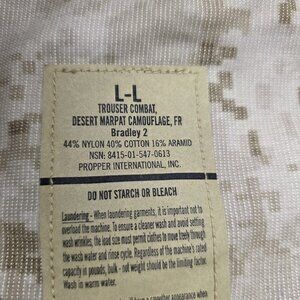 L-L
TROUSER COMBAT,
DESERT MARPAT CAMOUFLAGE, FR
Bradley 2
44% NYLON 40% COTTON 16% ARAMID
NSN: 8415-01-547-0613
PROPPER INTERNATIONAL, INC.
DO NOT STARCH OR BLEACH
Laundering - When laundering garments, it is important not to
overload the machine. To ensure a cleaner wash and avoid setting
wash wrinkles, the load size must permit clothes to move freely through
the wash water and rinse cycle. Regardless of the machine's rated
capacity in pounds, bulk - not weight should be the limiting factor.
Wash in warm water.
a smoother appearance when